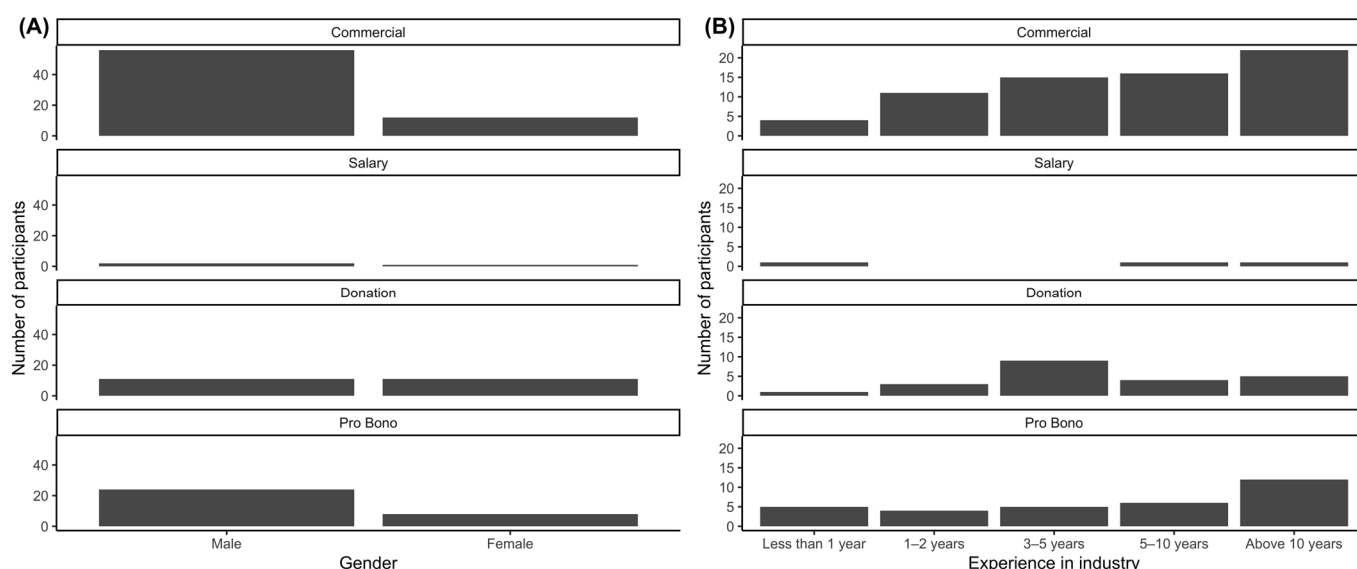 (A)
Number of participants
Commercial
40
20
0
Salary
40
20
0
Donation
40
20
0
Pro Bono
40
20
0
Male Female
Gender
(B)
Number of participants
Commercial
20
15
10
5
0
Salary
20
15
10
5
0
Donation
20
15
10
5
0
Pro Bono
20
15
10
5
0
Less than 1 year 1–2 years 3–5 years 5–10 years Above 10 years
Experience in industry